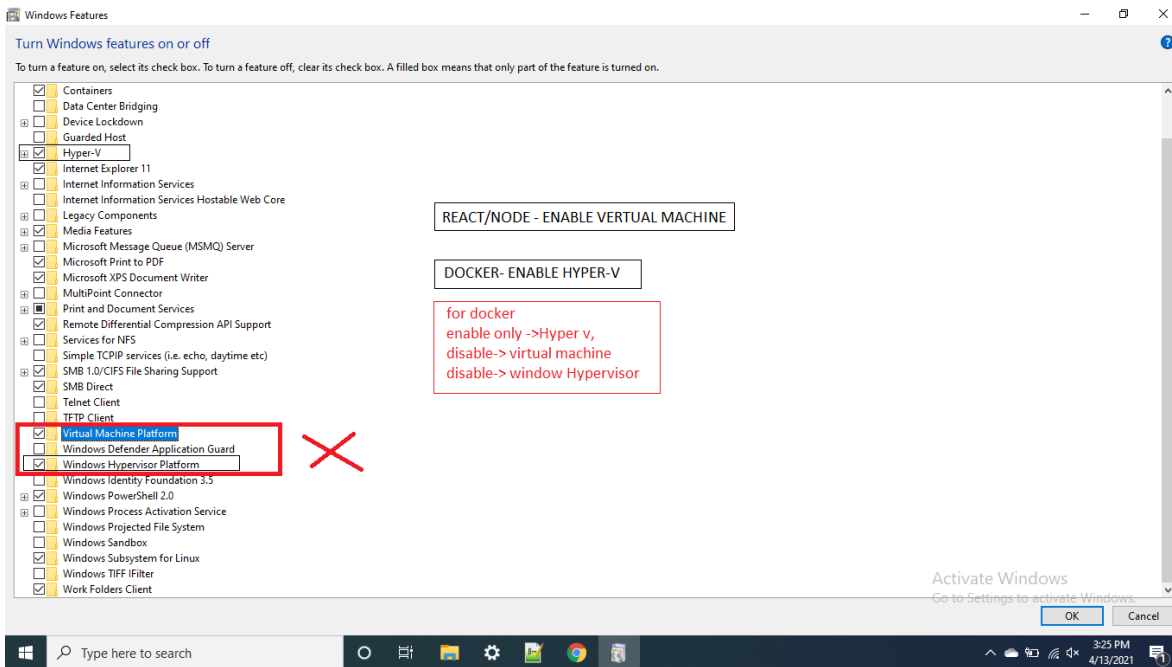 Windows Features
Turn Windows features on or off
To turn a feature on, select its check box. To turn a feature off, clear its check box. A filled box means that only part of the feature is turned on.
Containers
Data Center Bridging
Device Lockdown
Guarded Host
Hyper-V
Internet Explorer 11
Internet Information Services
Internet Information Services Hostable Web Core
Legacy Components
Media Features
Microsoft Message Queue (MSMQ) Server
Microsoft Print to PDF
Microsoft XPS Document Writer
MultiPoint Connector
Print and Document Services
Remote Differential Compression API Support
Services for NFS
Simple TCPIP services (i.e. echo, daytime etc)
SMB 1.0/CIFS File Sharing Support
SMB Direct
Telnet Client
TFTP Client
Virtual Machine Platform
Windows Defender Application Guard
Windows Hypervisor Platform
Windows Identity Foundation 3.5
Windows PowerShell 2.0
Windows Process Activation Service
Windows Projected File System
Windows Sandbox
Windows Subsystem for Linux
Windows TIFF IFilter
Work Folders Client
REACT/NODE - ENABLE VERTUAL MACHINE
DOCKER- ENABLE HYPER-V
for docker
enable only ->Hyper v,
disable-> virtual machine
disable-> window Hypervisor
Activate Windows
Go to Settings to activate Windows.
OK
Cancel
Type here to search
3:25 PM
4/13/2021